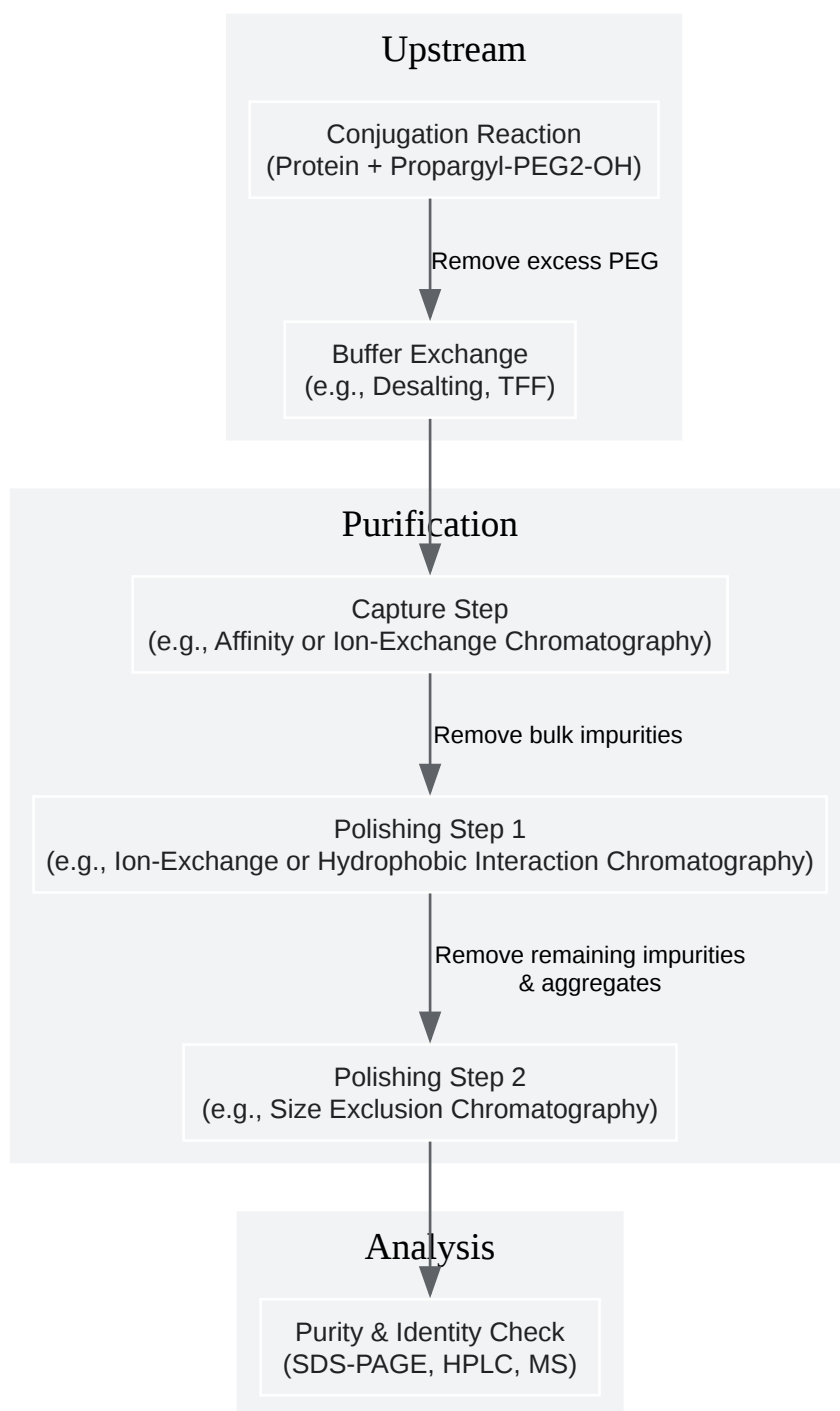 Upstream
Conjugation Reaction
(Protein + Propargyl-PEG2-OH)
Remove excess PEG
Buffer Exchange
(e.g., Desalting, TFF)
Purification
Capture Step
(e.g., Affinity or Ion-Exchange Chromatography)
Remove bulk impurities
Polishing Step 1
(e.g., Ion-Exchange or Hydrophobic Interaction Chromatography)
Remove remaining impurities
& aggregates
Polishing Step 2
(e.g., Size Exclusion Chromatography)
Analysis
Purity & Identity Check
(SDS-PAGE, HPLC, MS)